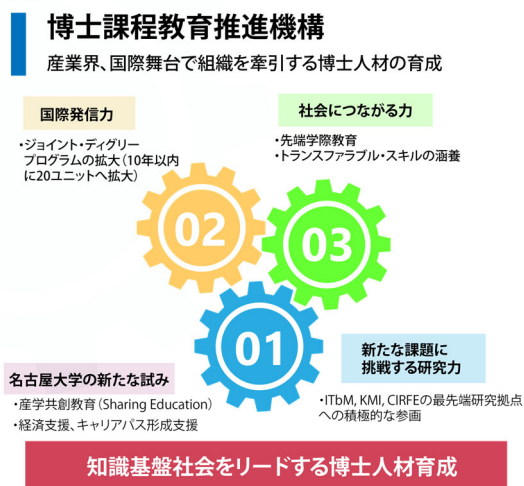 博士課程教育推進機構
産業界、国際舞台で組織を牽引する博士人材の育成
国際発信力
・ジョイント・ディグリー
プログラムの拡大（10年以内
に20ユニットへ拡大）
社会につながる力
・先端学際教育
・トランスファラブル・スキルの涵養
02
03
01
新たな課題に
挑戦する研究力
・ITbM, KMI, CIRFEの最先端研究拠点
への積極的な参画
名古屋大学の新たな試み
・産学共創教育（Sharing Education）
・経済支援、キャリアパス形成支援
知識基盤社会をリードする博士人材育成